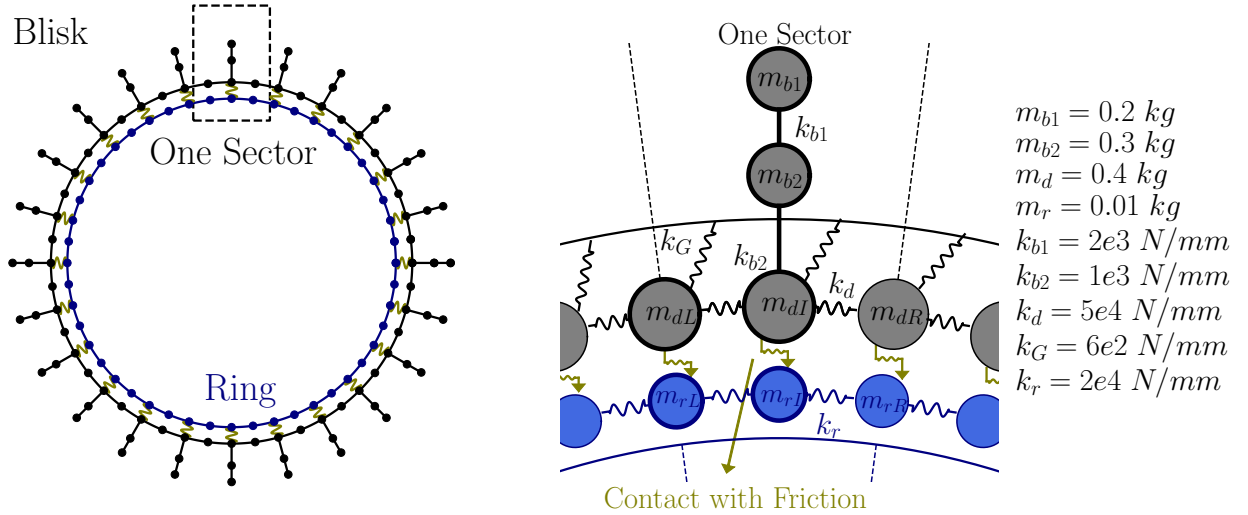 Blisk
One Sector
Ring
One Sector
m_{b1}
k_{b1}
m_{b2}
k_G
k_{b2}
k_d
m_{dL}
m_{dI}
m_{dR}
m_{rL}
m_{rI}
m_{rR}
k_r
Contact with Friction
m_{b1} = 0.2 kg
m_{b2} = 0.3 kg
m_d = 0.4 kg
m_r = 0.01 kg
k_{b1} = 2e3 N/mm
k_{b2} = 1e3 N/mm
k_d = 5e4 N/mm
k_G = 6e2 N/mm
k_r = 2e4 N/mm